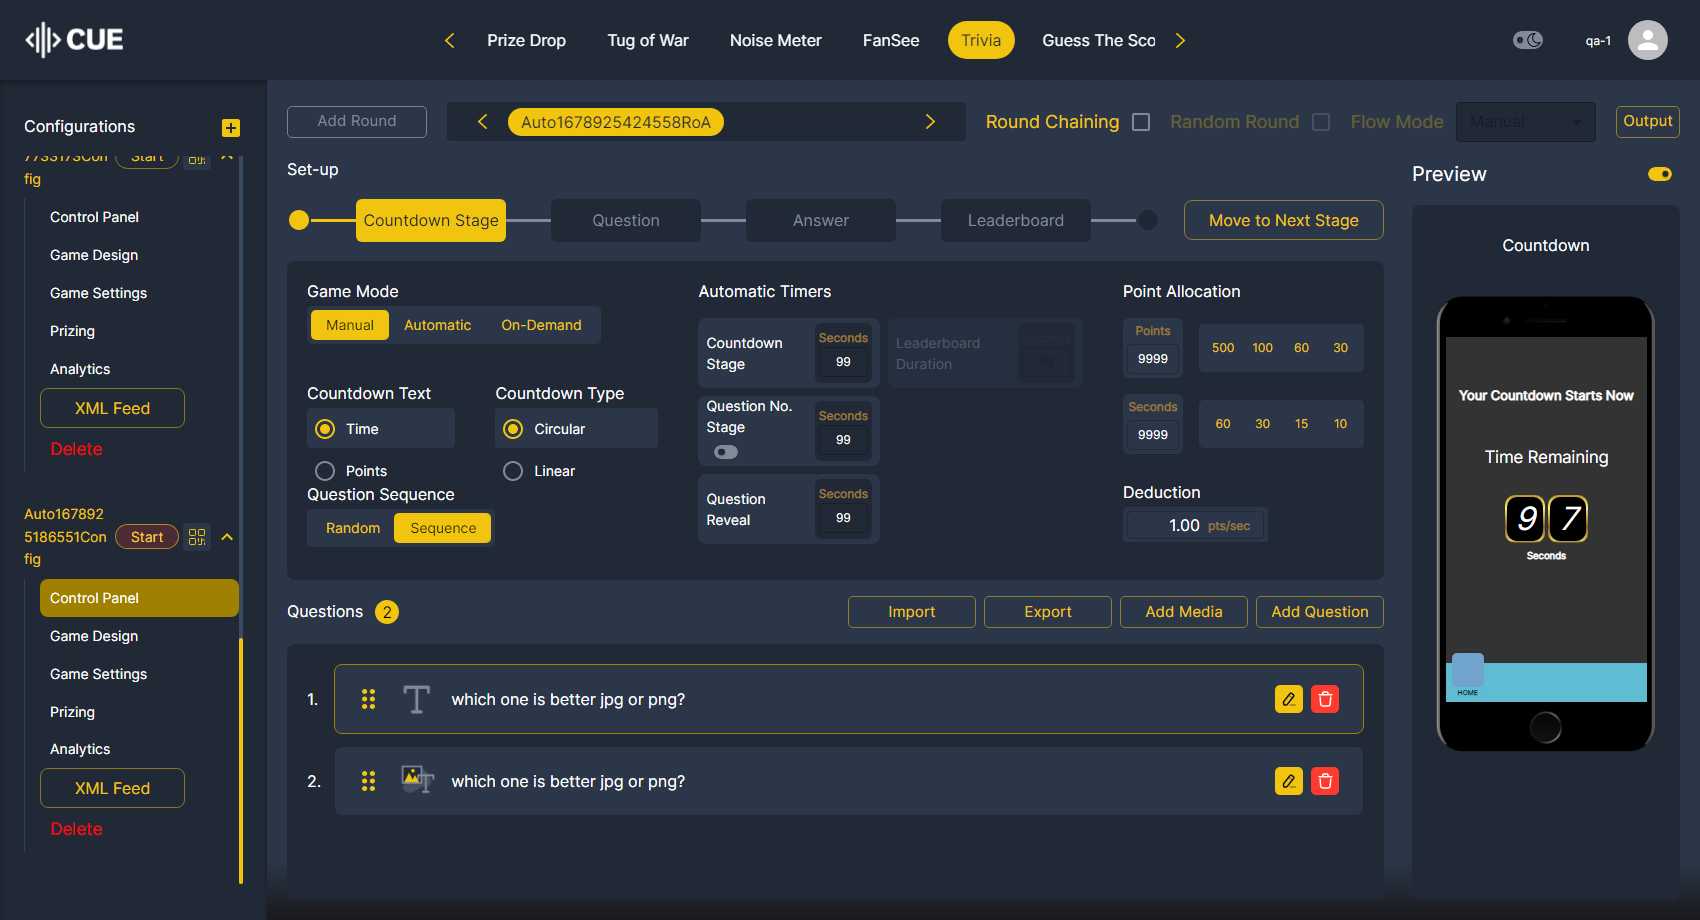 CUE
Prize Drop
Tug of War
Noise Meter
FanSee
Trivia
Guess The Sco
qa-1
Configurations
Start
fig
Control Panel
Game Design
Game Settings
Prizing
Analytics
XML Feed
Delete
Auto167892
5186551Con
fig
Start
Control Panel
Game Design
Game Settings
Prizing
Analytics
XML Feed
Delete
Add Round
Auto1678925424558RoA
Round Chaining
Random Round
Flow Mode
Manual
Output
Set-up
Countdown Stage
Question
Answer
Leaderboard
Move to Next Stage
Game Mode
Manual
Automatic
On-Demand
Countdown Text
Time
Points
Countdown Type
Circular
Linear
Question Sequence
Random
Sequence
Automatic Timers
Countdown
Stage
Seconds
99
Leaderboard
Duration
Question No.
Stage
Seconds
99
Question
Reveal
Seconds
99
Point Allocation
Points
9999
500
100
60
30
Seconds
9999
60
30
15
10
Deduction
1.00 pts/sec
Questions 2
Import
Export
Add Media
Add Question
1.
which one is better jpg or png?
2.
which one is better jpg or png?
Preview
Countdown
Your Countdown Starts Now
Time Remaining
97
Seconds
HOME